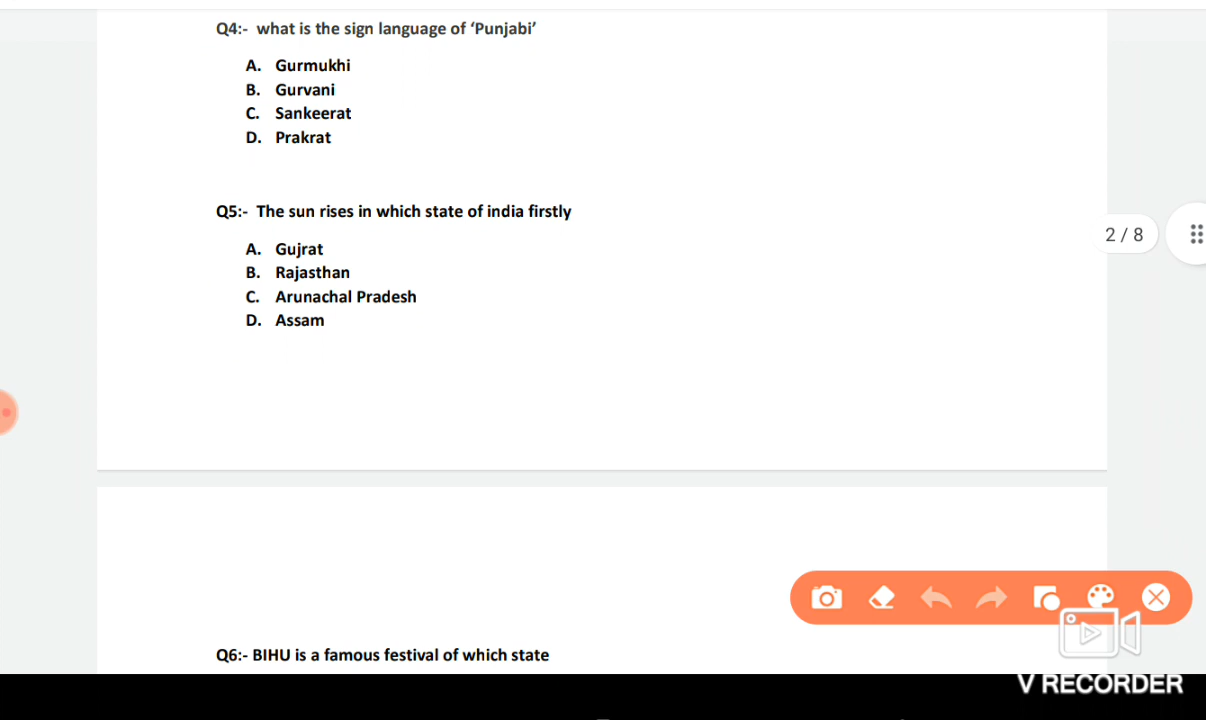 Q4:- what is the sign language of ‘Punjabi’
A. Gurmukhi
B. Gurvani
C. Sankeerat
D. Prakrat
Q5:- The sun rises in which state of india firstly
A. Gujrat
B. Rajasthan
C. Arunachal Pradesh
D. Assam
2 / 8
Q6:- BIHU is a famous festival of which state
V RECORDER